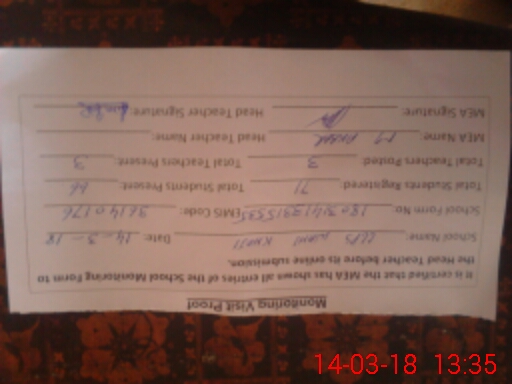 Monitoring Visit Proof
It is certified that the MEA has shown all entries of the School Monitoring Form to
the Head Teacher before its online submission.
School Name: Date: 14-3-18
School Form No: EMIS Code: 36140176
Total Students Registered: 71 Total Students Present: 66
Total Teachers Posted: 3 Total Teachers Present: 3
MEA Name: Head Teacher Name:
MEA Signature: Head Teacher Signature:
14-03-18 13:35